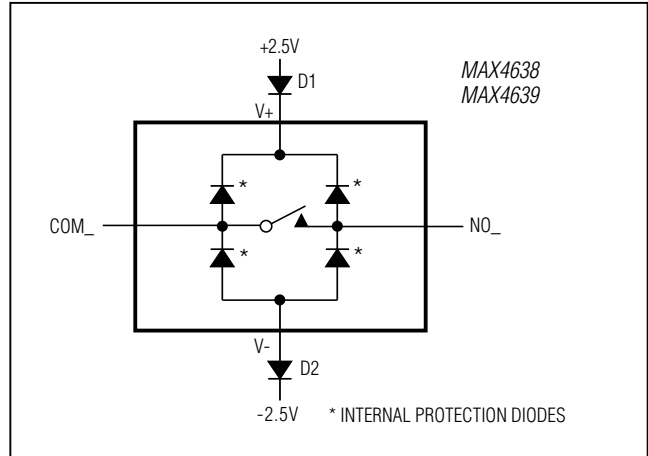 +2.5V
MAX4638
MAX4639
D1
V+
*
*
COM_
NO_
*
*
V-
D2
-2.5V
* INTERNAL PROTECTION DIODES